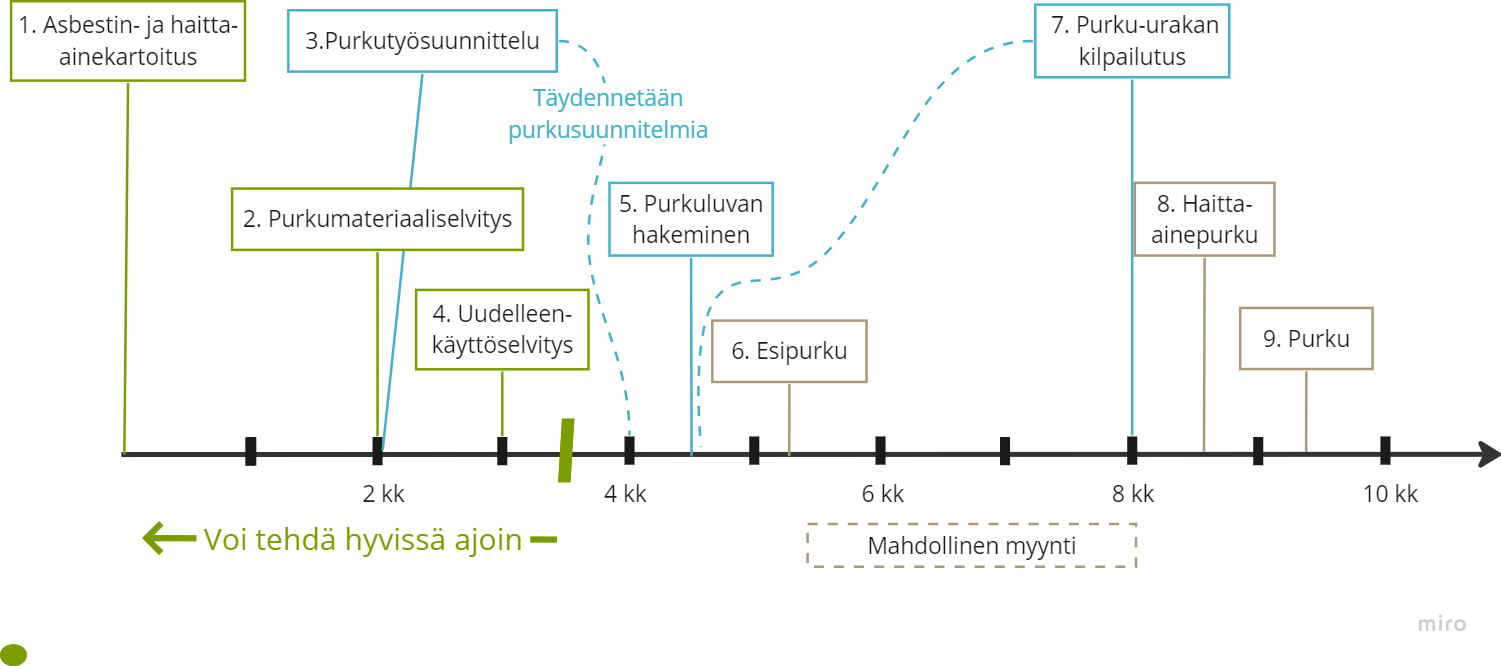 1. Asbestin- ja haitta-
ainekartoitus
3.Purkutyösuunnittelu
7. Purku-urakan
kilpailutus
Täydennetään
purkusuunnitelmia
2. Purkumateriaaliselvitys
5. Purkuluvan
hakeminen
8. Haitta-
ainepurku
4. Uudelleen-
käyttöselvitys
6. Esipurku
9. Purku
2 kk
4 kk
6 kk
8 kk
10 kk
Voi tehdä hyvissä ajoin
Mahdollinen myynti
miro